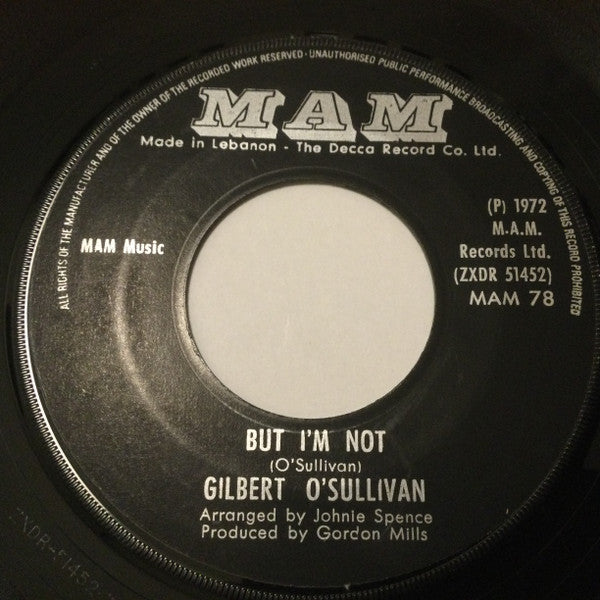 ALL RIGHTS OF THE MANUFACTURER AND OF THE OWNER OF THE RECORDED WORK RESERVED · UNAUTHORISED PUBLIC PERFORMANCE BROADCASTING AND COPYING OF THIS RECORD PROHIBITED
MAM
Made in Lebanon - The Decca Record Co. Ltd.
MAM Music
(P) 1972
M.A.M.
Records Ltd.
(ZXDR 51452)
MAM 78
BUT I'M NOT
(O'Sullivan)
GILBERT O'SULLIVAN
Arranged by Johnie Spence
Produced by Gordon Mills